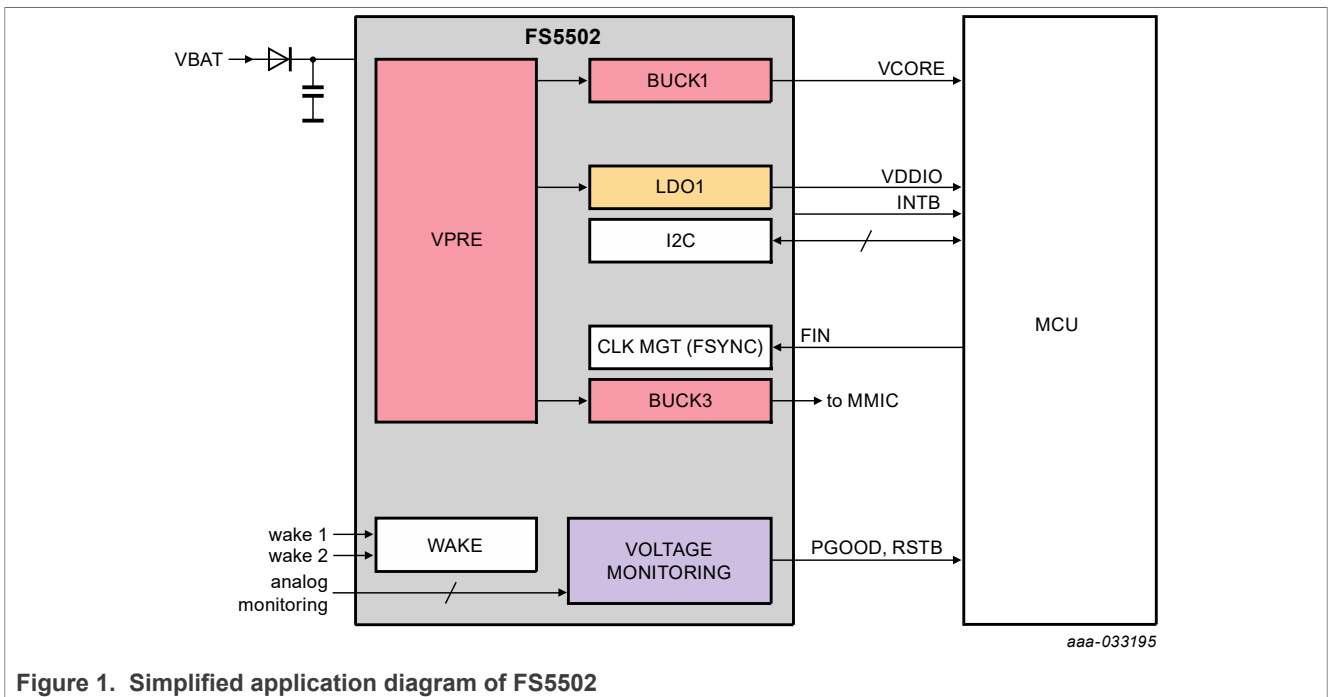 FS5502
VBAT
BUCK1
VCORE
LDO1
VDDIO
INTB
VPRE
I2C
MCU
CLK MGT (FSYNC)
FIN
BUCK3
to MMIC
wake 1
wake 2
WAKE
analog
monitoring
VOLTAGE
MONITORING
PGOOD, RSTB
aaa-033195
Figure 1. Simplified application diagram of FS5502